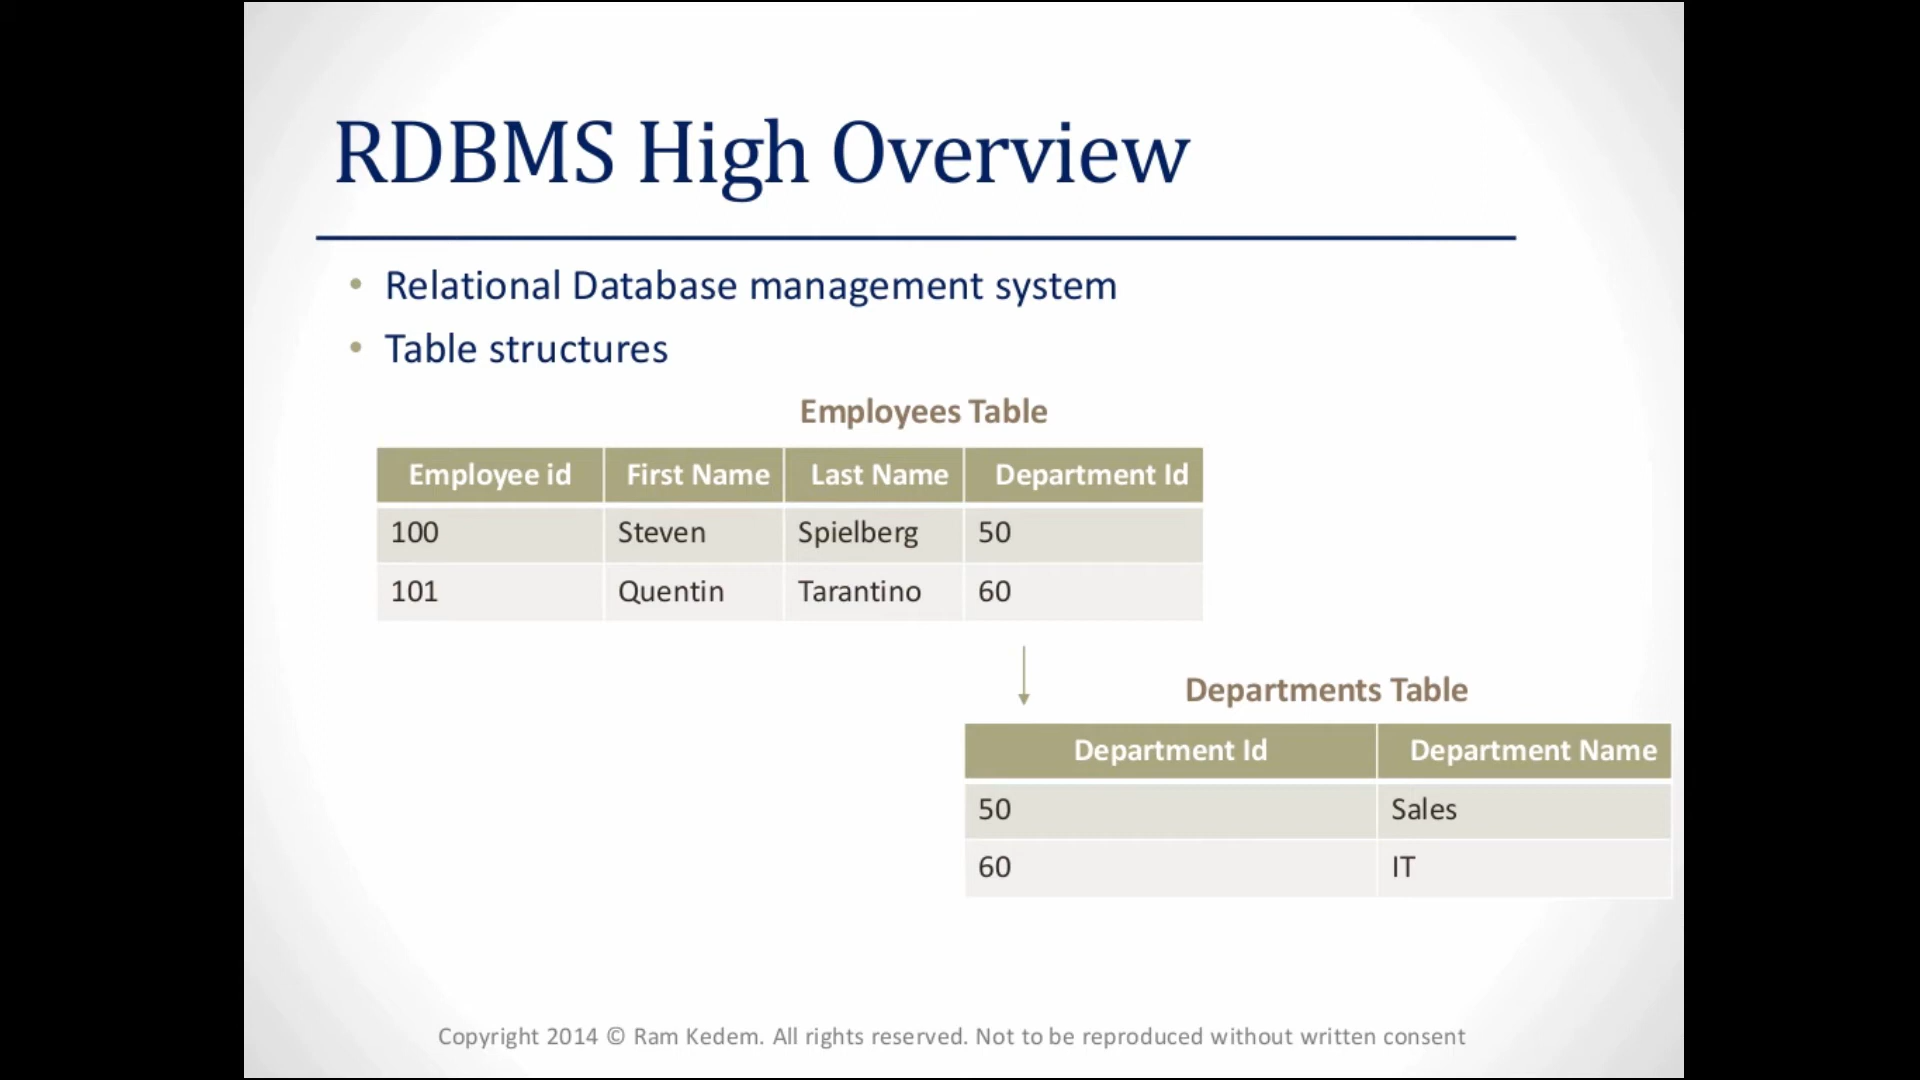 RDBMS High Overview
• Relational Database management system
• Table structures
Employees Table
Employee id First Name Last Name Department Id
100 Steven Spielberg 50
101 Quentin Tarantino 60
Departments Table
Department Id Department Name
50 Sales
60 IT
Copyright 2014 © Ram Kedem. All rights reserved. Not to be reproduced without written consent